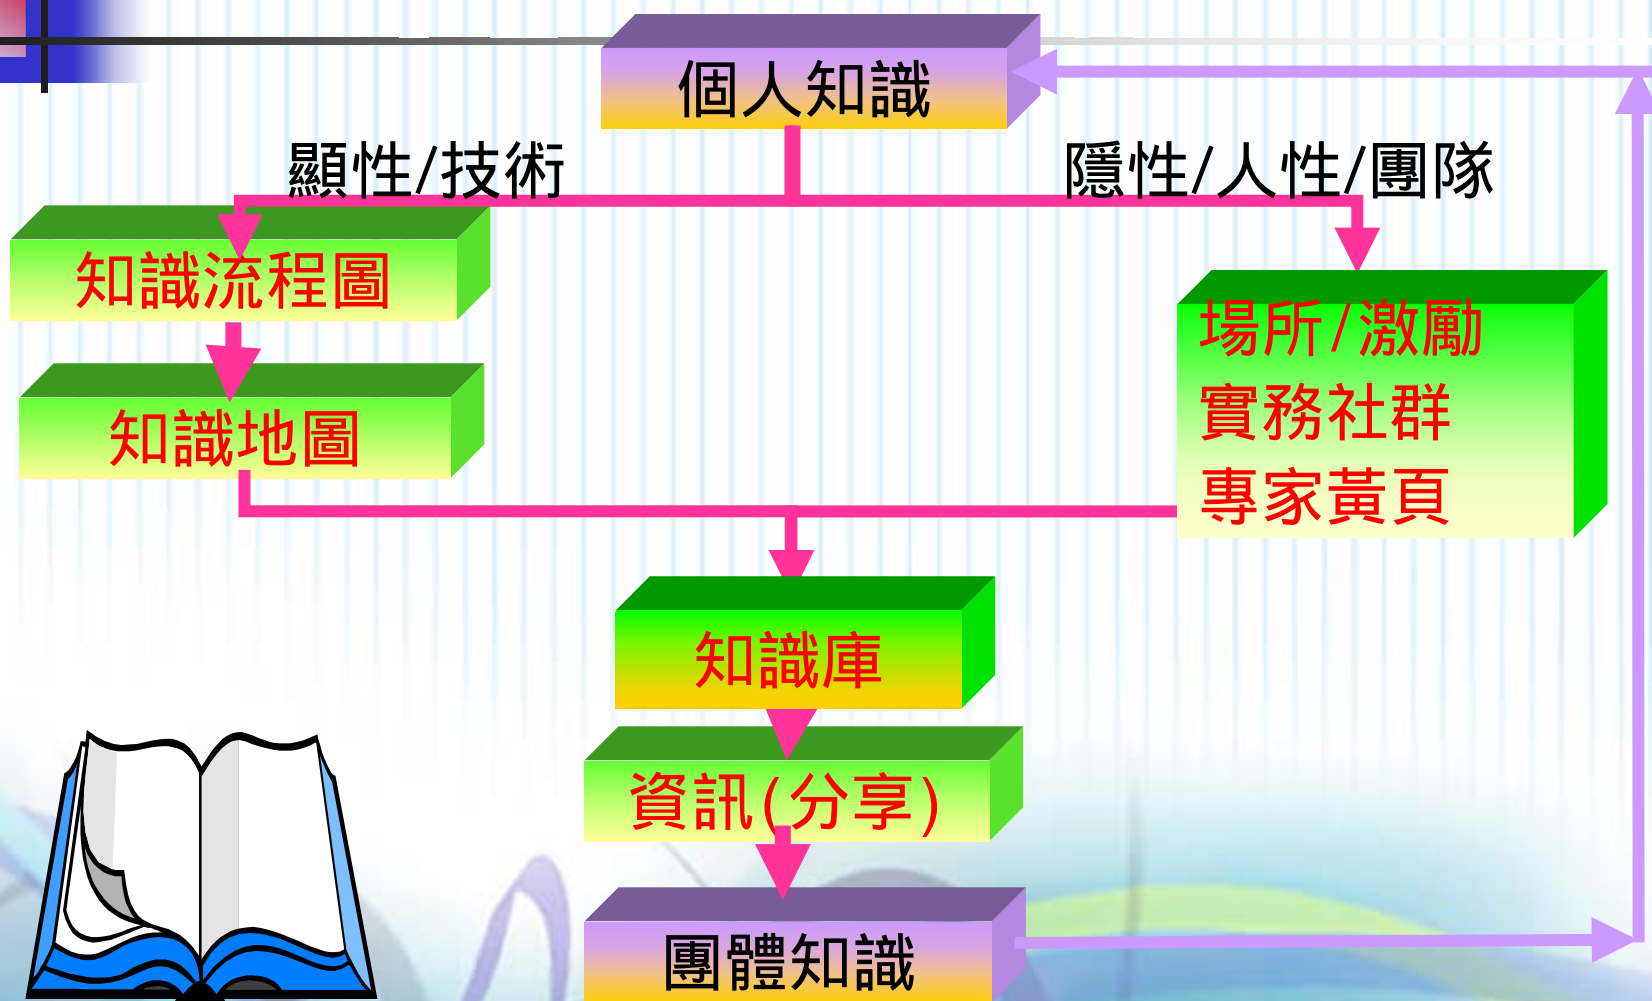 個人知識
顯性/技術
隱性/人性/團隊
知識流程圖
知識地圖
場所/激勵
實務社群
專家黃頁
知識庫
資訊(分享)
團體知識